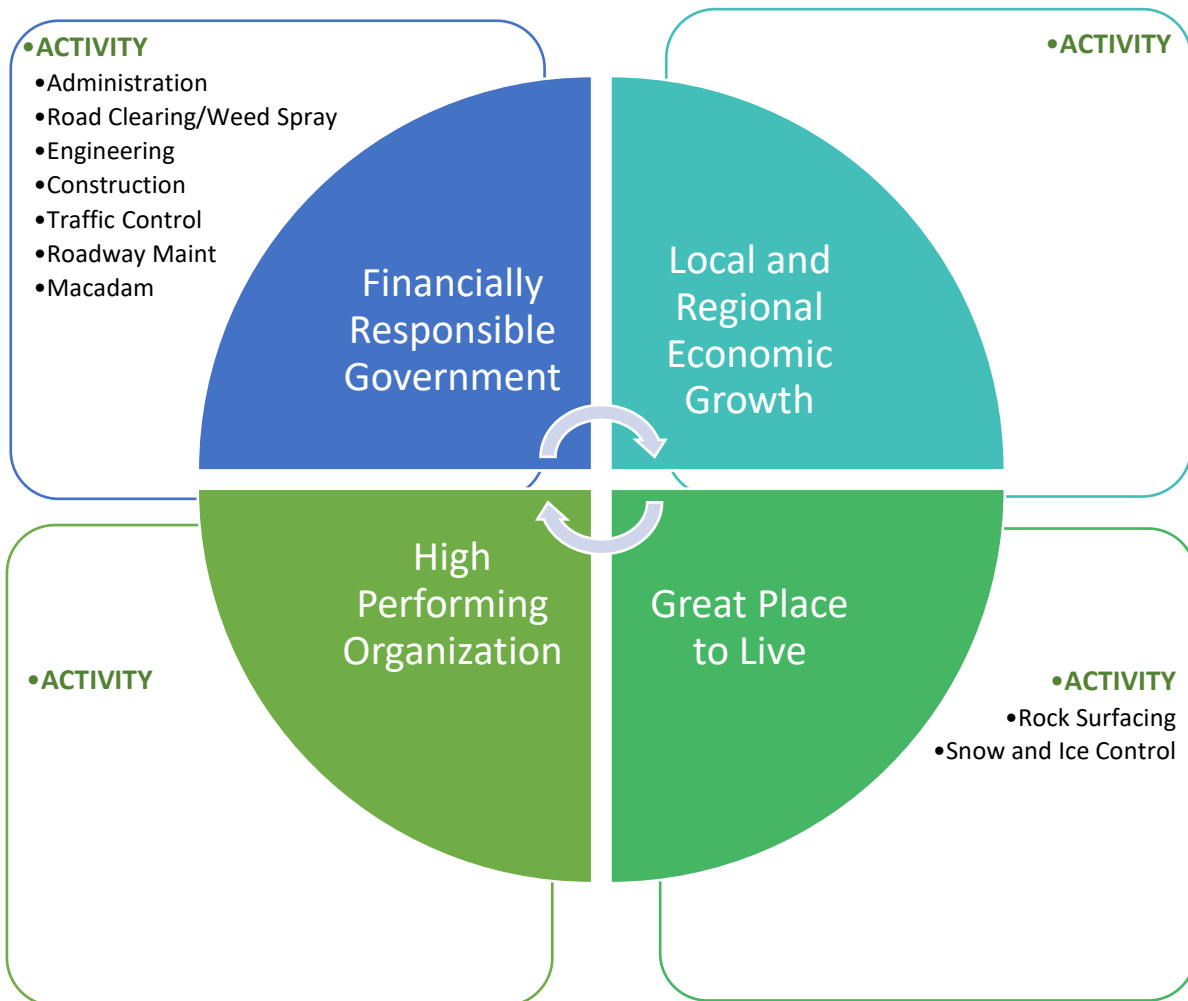 •ACTIVITY
•Administration
•Road Clearing/Weed Spray
•Engineering
•Construction
•Traffic Control
•Roadway Maint
•Macadam
Financially
Responsible
Government
•ACTIVITY
Local and
Regional
Economic
Growth
•ACTIVITY
High
Performing
Organization
Great Place
to Live
•ACTIVITY
•Rock Surfacing
•Snow and Ice Control